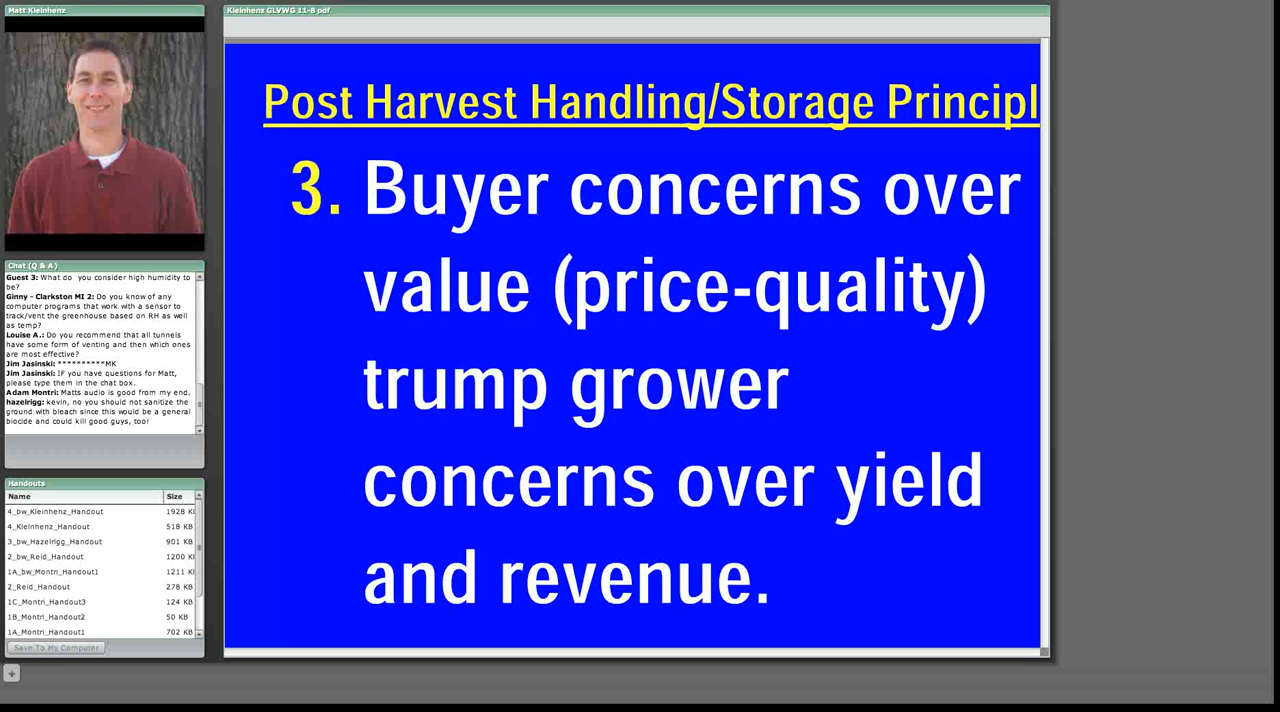 Matt Kleinhenz
Chat (Q & A)
Guest 3: What do you consider high humidity to
be?
Ginny - Clarkston MI 2: Do you know of any
computer programs that work with a sensor to
track/vent the greenhouse based on RH as well
as temp?
Louise A.: Do you recommend that all tunnels
have some form of venting and then which ones
are most effective?
Jim Jasinski: **********MK
Jim Jasinski: IF you have questions for Matt,
please type them in the chat box.
Adam Montri: Matts audio is good from my end.
hazelrigg: kevin, no you should not sanitize the
ground with bleach since this would be a general
biocide and could kill good guys, too!
Handouts
Name Size
4_bw_Kleinhenz_Handout 1928 K
4_Kleinhenz_Handout 518 KB
3_bw_Hazelrigg_Handout 901 KB
2_bw_Reid_Handout 1200 K
1A_bw_Montri_Handout1 1211 K
2_Reid_Handout 278 KB
1C_Montri_Handout3 124 KB
1B_Montri_Handout2 50 KB
1A_Montri_Handout1 702 KB
Save To My Computer
Kleinhenz GLVWG 11-8 pdf
Post Harvest Handling/Storage Principl
3. Buyer concerns over
value (price-quality)
trump grower
concerns over yield
and revenue.